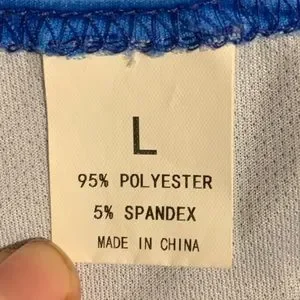 L
95% POLYESTER
5% SPANDEX
MADE IN CHINA